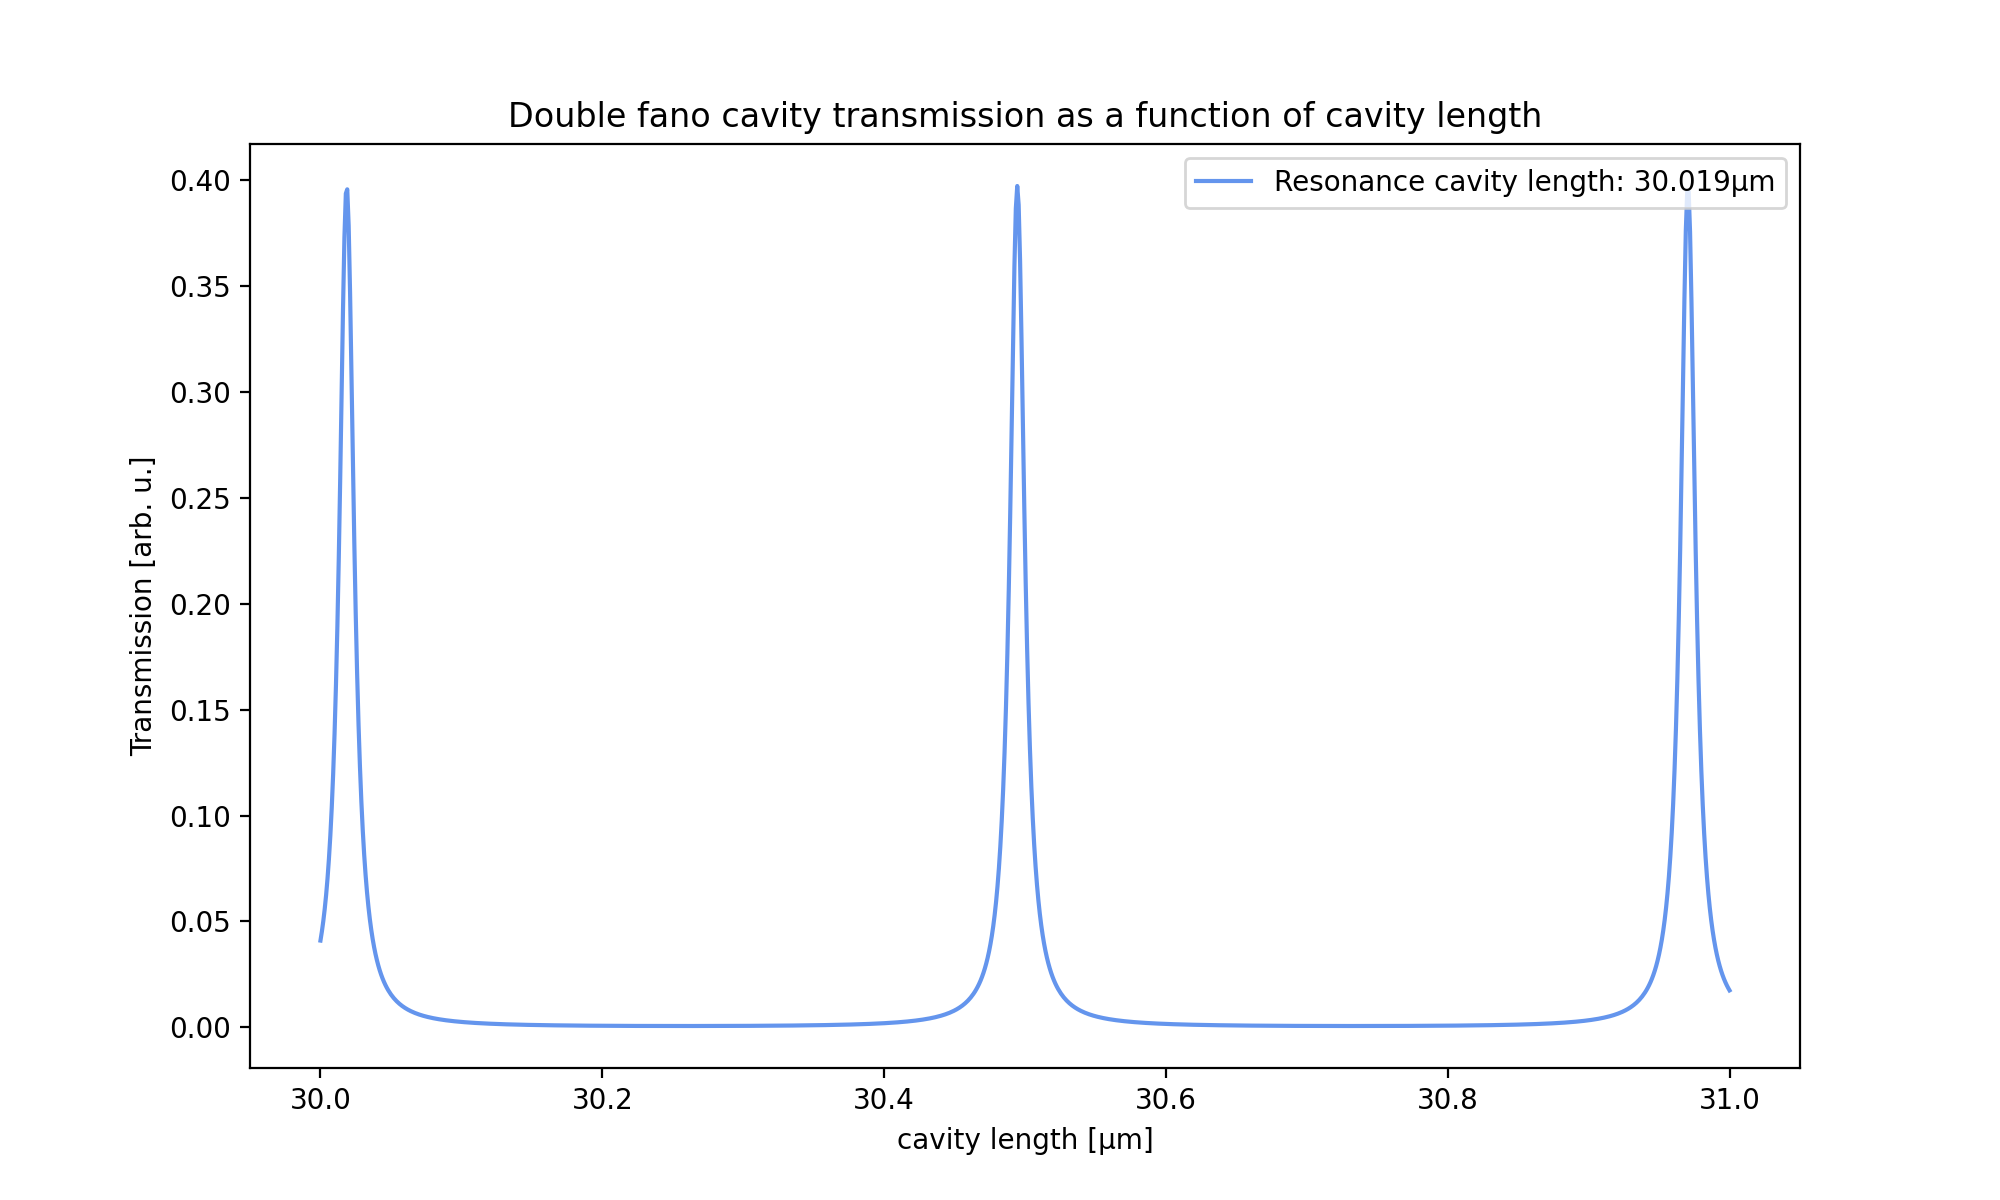 Double fano cavity transmission as a function of cavity length
Resonance cavity length: 30.019μm
Transmission [arb. u.]
0.40
0.35
0.30
0.25
0.20
0.15
0.10
0.05
0.00
30.0 30.2 30.4 30.6 30.8 31.0
cavity length [μm]